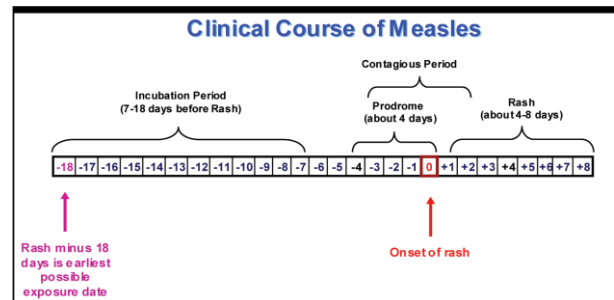 Clinical Course of Measles
Contagious Period
Incubation Period
(7-18 days before Rash)
Prodrome
(about 4 days)
Rash
(about 4-8 days)
-18 -17 -16 -15 -14 -13 -12 -11 -10 -9 -8 -7 -6 -5 -4 -3 -2 -1 0 +1 +2 +3 +4 +5 +6 +7 +8
Rash minus 18
days is earliest
possible
exposure date
Onset of rash